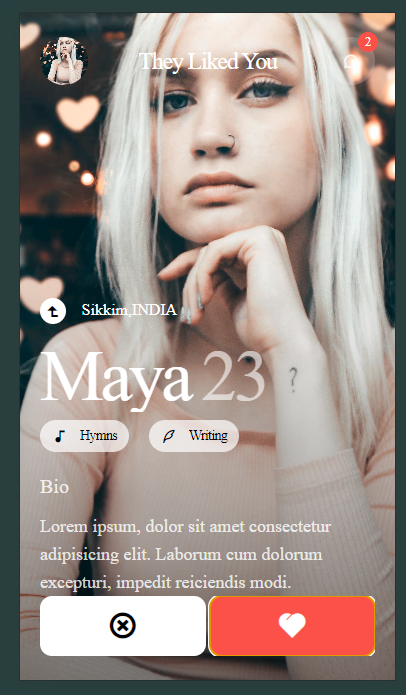 They Liked You
2
Sikkim,INDIA
Maya 23
Hymns
Writing
Bio
Lorem ipsum, dolor sit amet consectetur
adipisicing elit. Laborum cum dolorum
excepturi, impedit reiciendis modi.
?